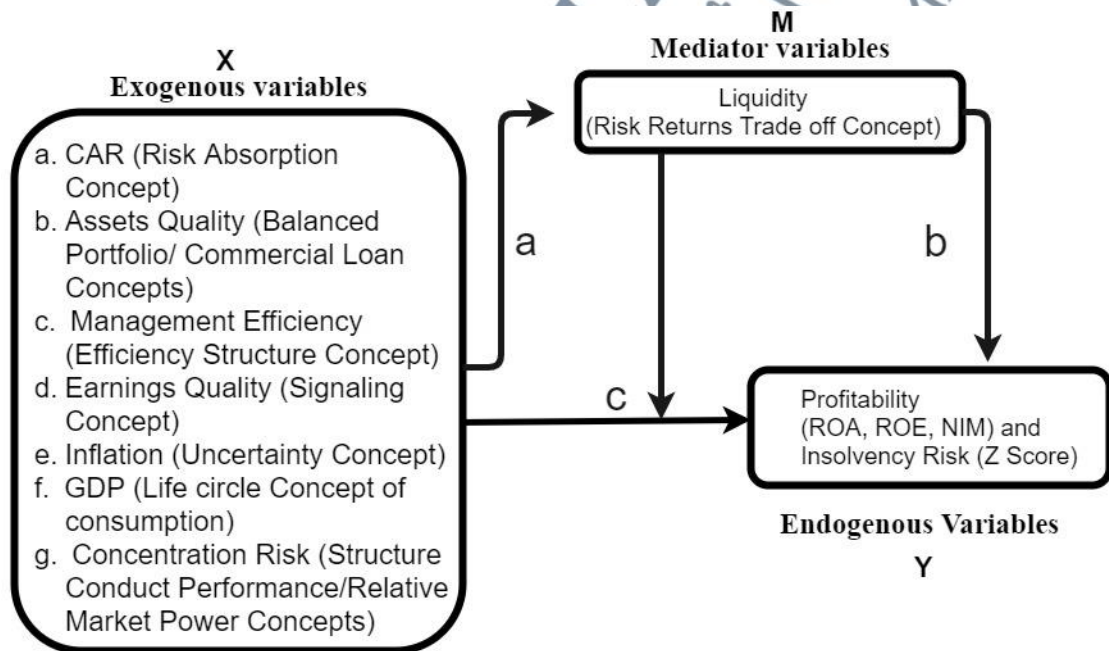 X
Exogenous variables
a. CAR (Risk Absorption
Concept)
b. Assets Quality (Balanced
Portfolio/ Commercial Loan
Concepts)
c. Management Efficiency
(Efficiency Structure Concept)
d. Earnings Quality (Signaling
Concept)
e. Inflation (Uncertainty Concept)
f. GDP (Life circle Concept of
consumption)
g. Concentration Risk (Structure
Conduct Performance/Relative
Market Power Concepts)
a
M
Mediator variables
Liquidity
(Risk Returns Trade off Concept)
b
c
Profitability
(ROA, ROE, NIM) and
Insolvency Risk (Z Score)
Endogenous Variables
Y